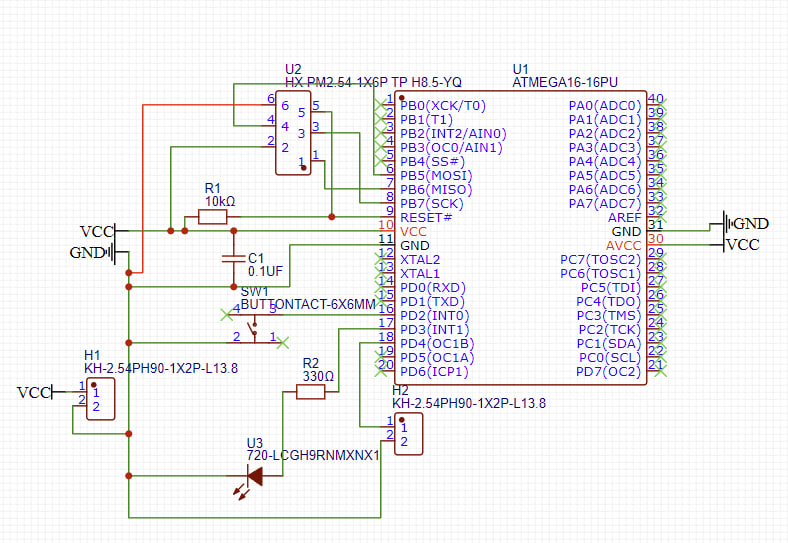 U2
HX PM2.54 1X6P TP H8.5-YQ
6 6 5 5
4 4 3 3
2 2 1 1
U1
ATMEGA16-16PU
1 PB0(XCK/T0) PA0(ADC0) 40
2 PB1(T1) PA1(ADC1) 39
3 PB2(INT2/AIN0) PA2(ADC2) 38
4 PB3(OC0/AIN1) PA3(ADC3) 37
5 PB4(SS#) PA4(ADC4) 36
6 PB5(MOSI) PA5(ADC5) 35
7 PB6(MISO) PA6(ADC6) 34
8 PB7(SCK) PA7(ADC7) 33
9 RESET# AREF 32
10 VCC GND 31
11 GND AVCC 30
12 XTAL2 PC7(TOSC2) 29
13 XTAL1 PC6(TOSC1) 28
14 PD0(RXD) PC5(TDI) 27
15 PD1(TXD) PC4(TDO) 26
16 PD2(INT0) PC3(TMS) 25
17 PD3(INT1) PC2(TCK) 24
18 PD4(OC1B) PC1(SDA) 23
19 PD5(OC1A) PC0(SCL) 22
20 PD6(ICP1) PD7(OC2) 21
GND
VCC
R1
10kΩ
VCC
GND
C1
0.1UF
SW1
BUTTONTACT-6X6MM
4 3
2 1
H1
KH-2.54PH90-1X2P-L13.8
VCC
1 1
2 2
R2
330Ω
H2
KH-2.54PH90-1X2P-L13.8
1 1
2 2
U3
720-LCGH9RNMXNX1